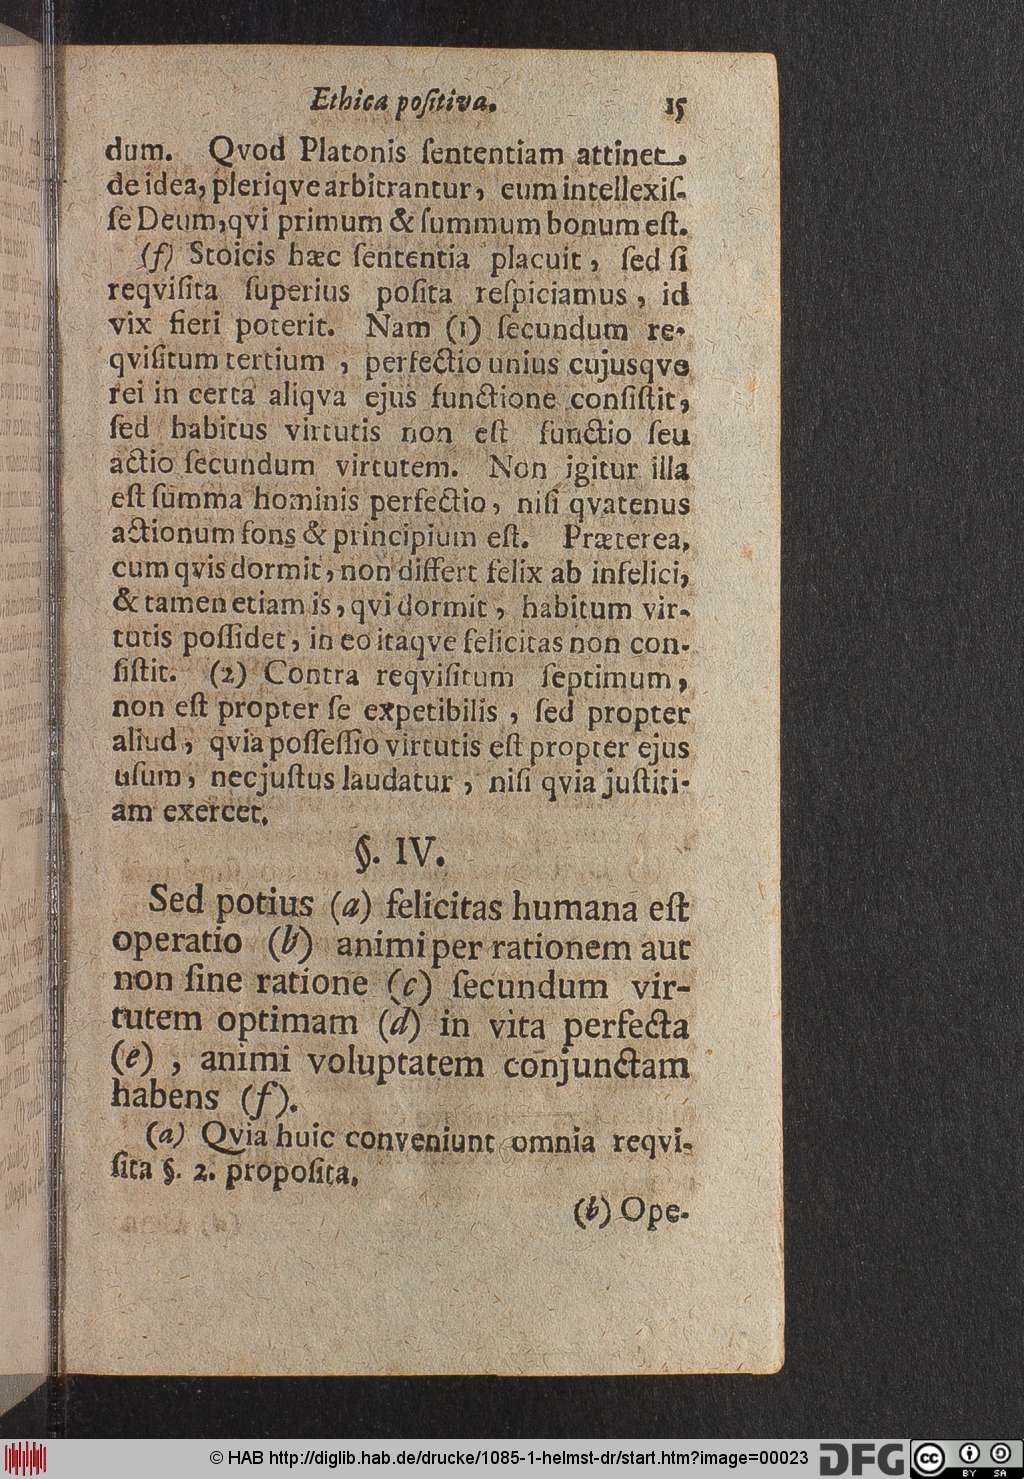 Ethica poſitiva. 15
dum. Qvod Platonis ſententiam attinet,
de idea, pleriqve arbitrantur, eum intellexiſ-
ſe Deum, qvi primum & ſummum bonum eſt.
(f) Stoicis hæc ſententia placuit, ſed ſi
reqviſita ſuperius poſita reſpiciamus, id
vix fieri poterit. Nam (1) ſecundum re-
qviſitum tertium, perfectio unius cujusqve
rei in certa aliqva ejus functione conſiſtit,
ſed habitus virtutis non eſt functio ſeu
actio ſecundum virtutem. Non igitur illa
eſt ſumma hominis perfectio, niſi qvatenus
actionum fons & principium eſt. Præterea,
cum qvis dormit, non differt felix ab infelici,
& tamen etiam is, qvi dormit, habitum vir-
tutis poſſidet, in eo itaqve felicitas non con-
ſiſtit. (2) Contra reqviſitum ſeptimum,
non eſt propter ſe expetibilis, ſed propter
aliud, qvia poſſeſſio virtutis eſt propter ejus
uſum, nec juſtus laudatur, niſi qvia juſtiti-
am exercet.
§. IV.
Sed potius (a) felicitas humana eſt
operatio (b) animi per rationem aut
non ſine ratione (c) ſecundum vir-
tutem optimam (d) in vita perfecta
(e), animi voluptatem conjunctam
habens (f).
(a) Qvia huic conveniunt omnia reqvi-
ſita §. 2. propoſita.
(b) Ope-
© HAB http://diglib.hab.de/drucke/1085-1-helmst-dr/start.htm?image=00023 DFG cc BY SA